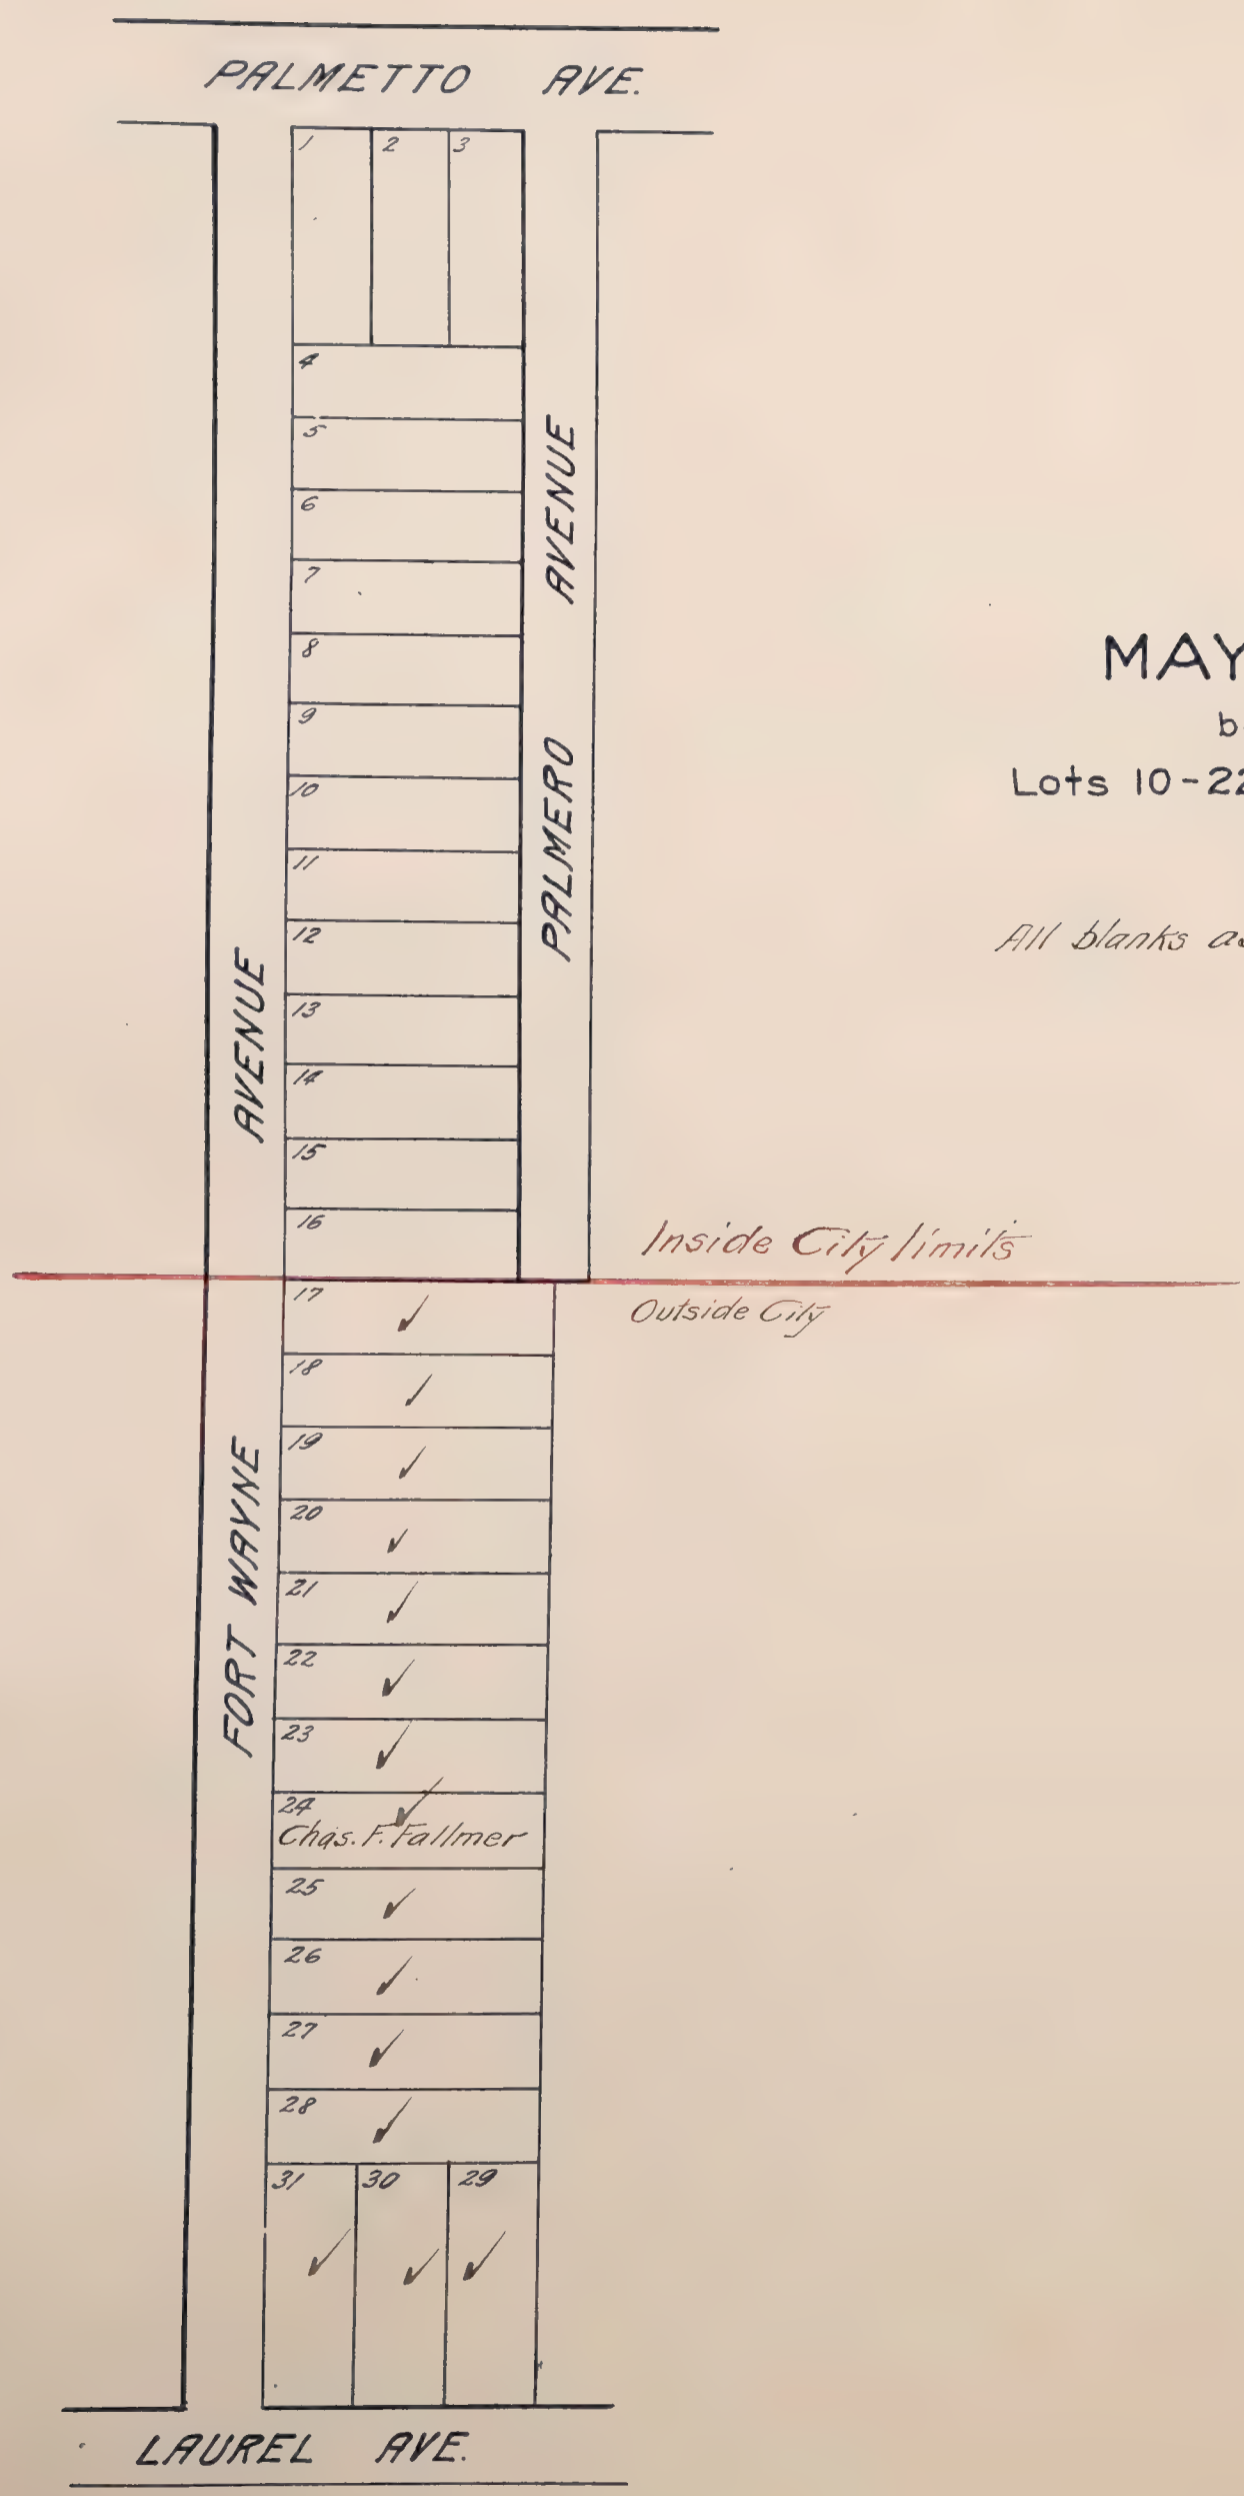 PALMETTO AVE.
1 2 3
4
5
6
7
8
9
10
11
12
13
14
15
16
PALMERO AVENUE
MAY
b
Lots 10-22
All blanks as
Inside City limits
Outside City
17 ✓
18 ✓
19 ✓
20 ✓
21 ✓
22 ✓
23 ✓
24 ✓
Chas. F. Fallmer
25 ✓
26 ✓
27 ✓
28 ✓
31 30 29
✓ ✓ ✓
FORT WAYNE AVENUE
LAUREL AVE.